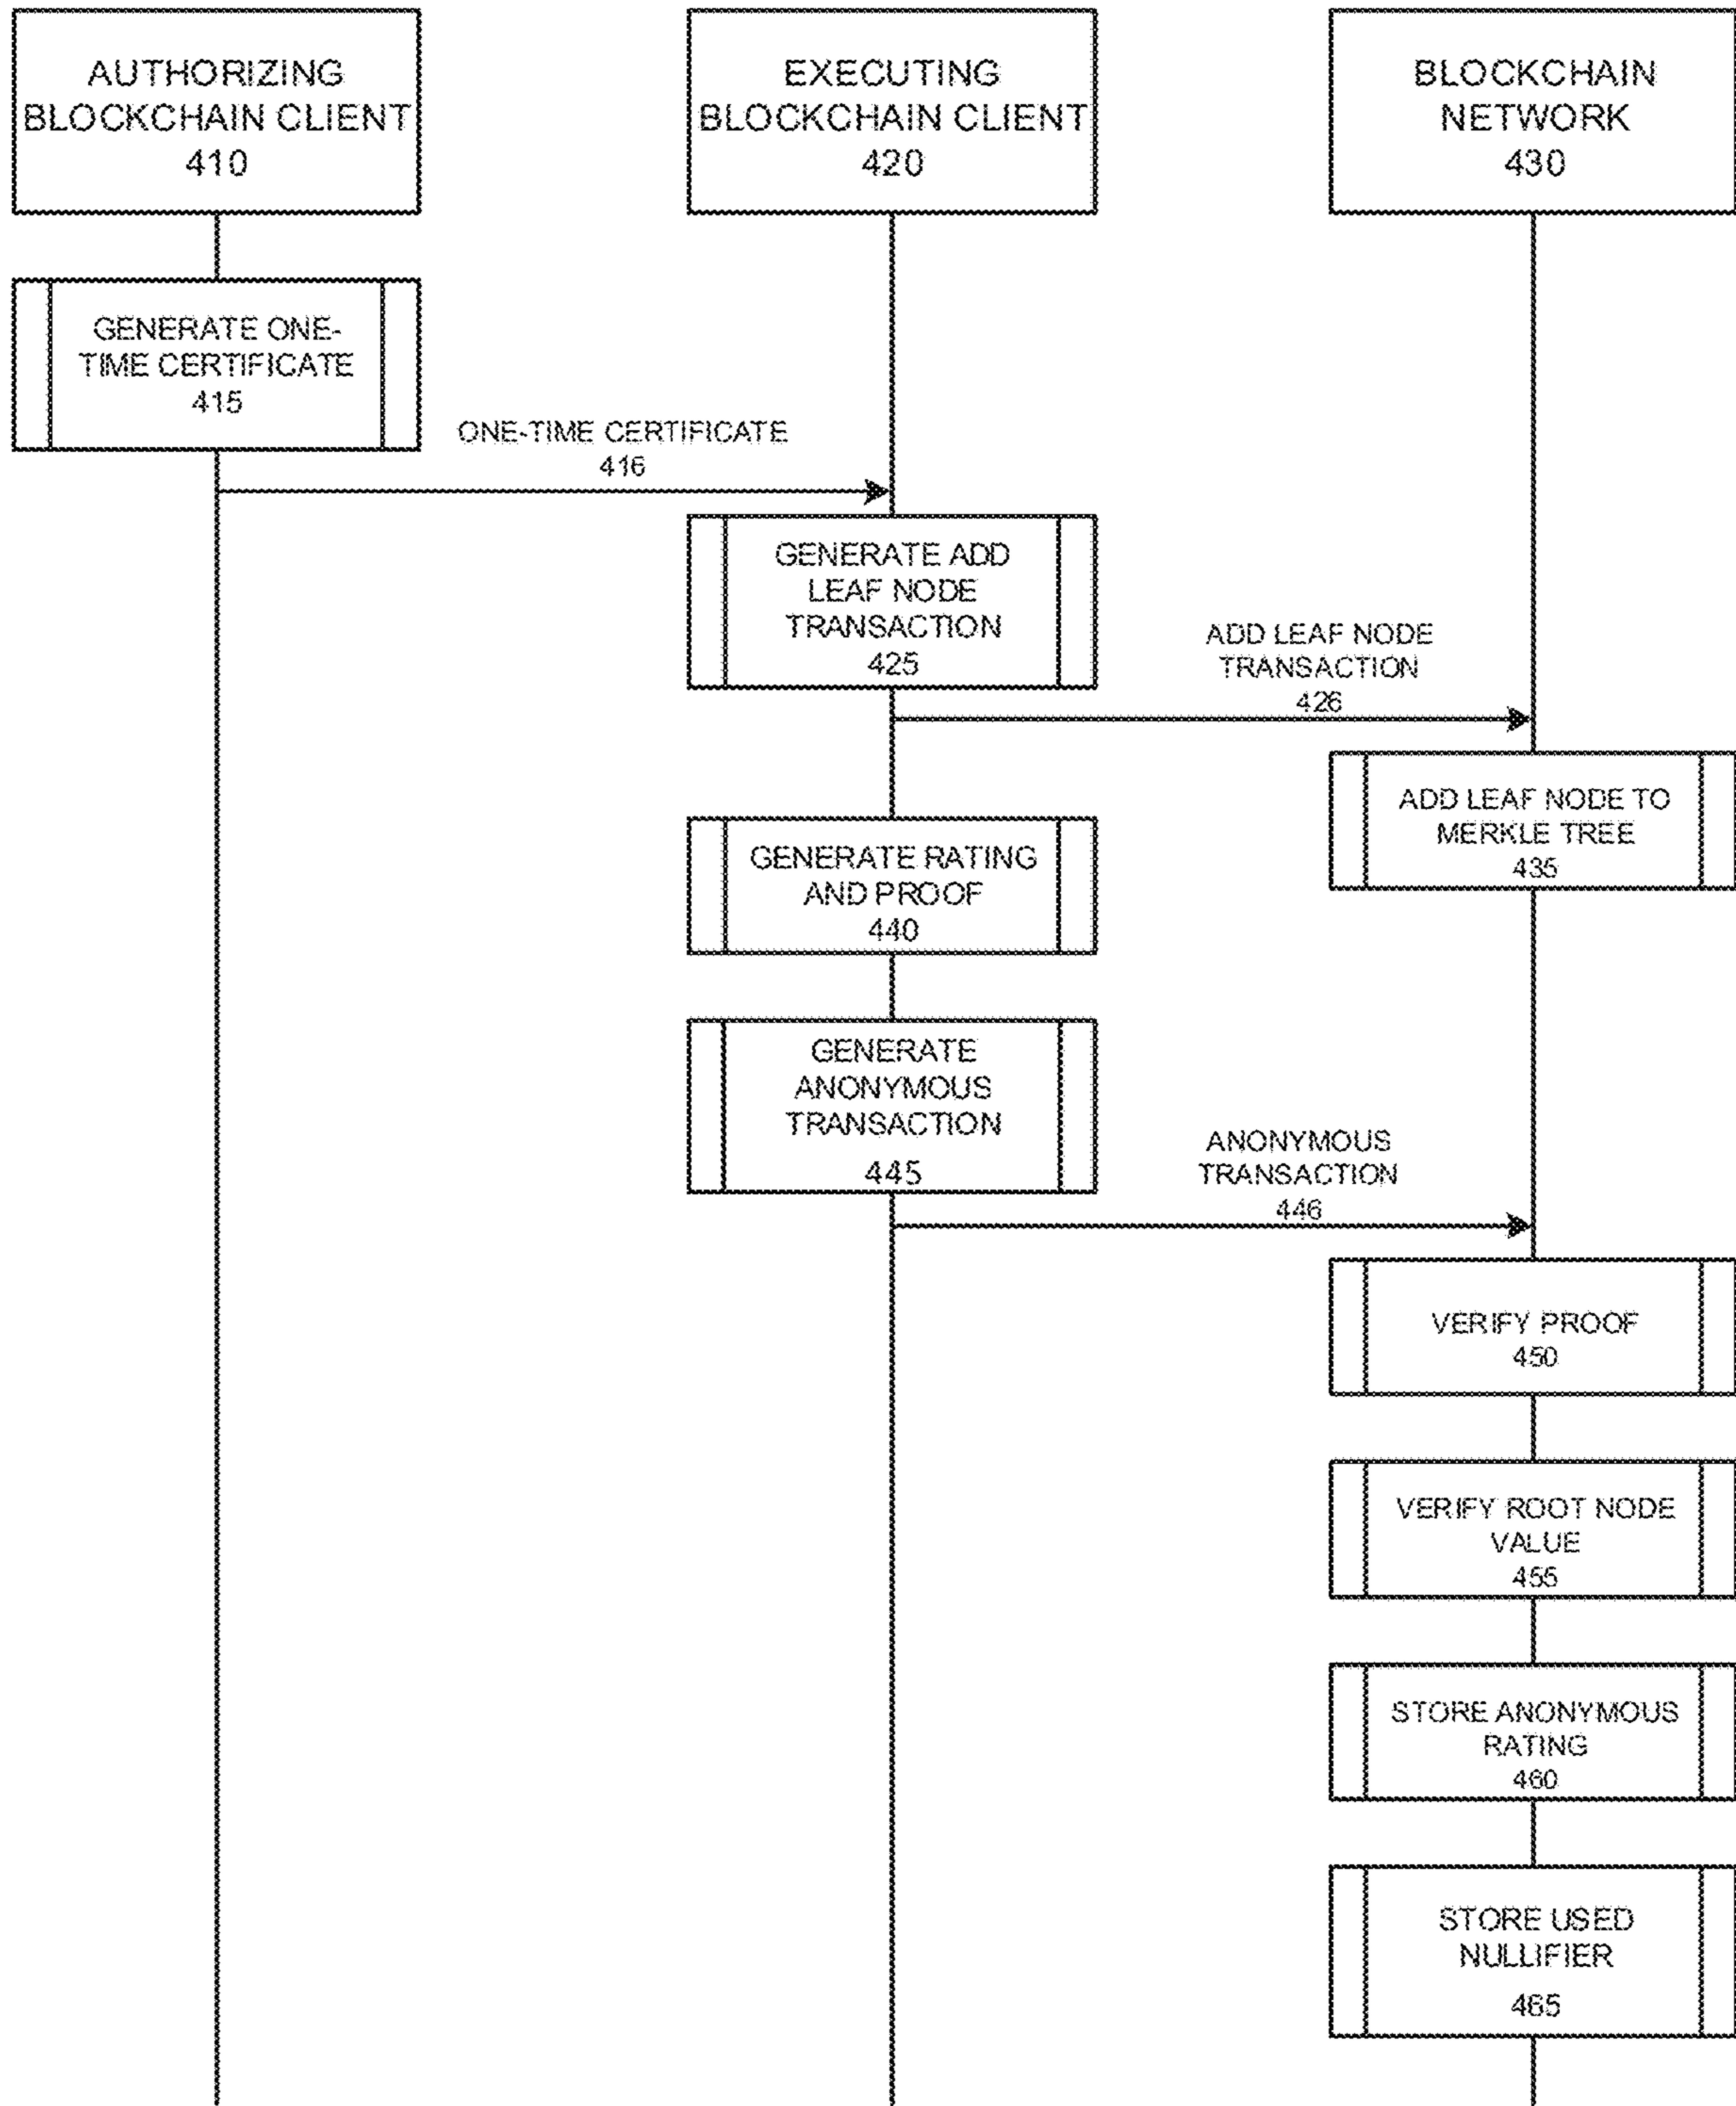 AUTHORIZING
BLOCKCHAIN CLIENT
410
EXECUTING
BLOCKCHAIN CLIENT
420
BLOCKCHAIN
NETWORK
430
GENERATE ONE-
TIME CERTIFICATE
415
ONE-TIME CERTIFICATE
416
GENERATE ADD
LEAF NODE
TRANSACTION
425
ADD LEAF NODE
TRANSACTION
426
ADD LEAF NODE TO
MERKLE TREE
435
GENERATE RATING
AND PROOF
440
GENERATE
ANONYMOUS
TRANSACTION
445
ANONYMOUS
TRANSACTION
446
VERIFY PROOF
450
VERIFY ROOT NODE
VALUE
455
STORE ANONYMOUS
RATING
460
STORE USED
NULLIFIER
465